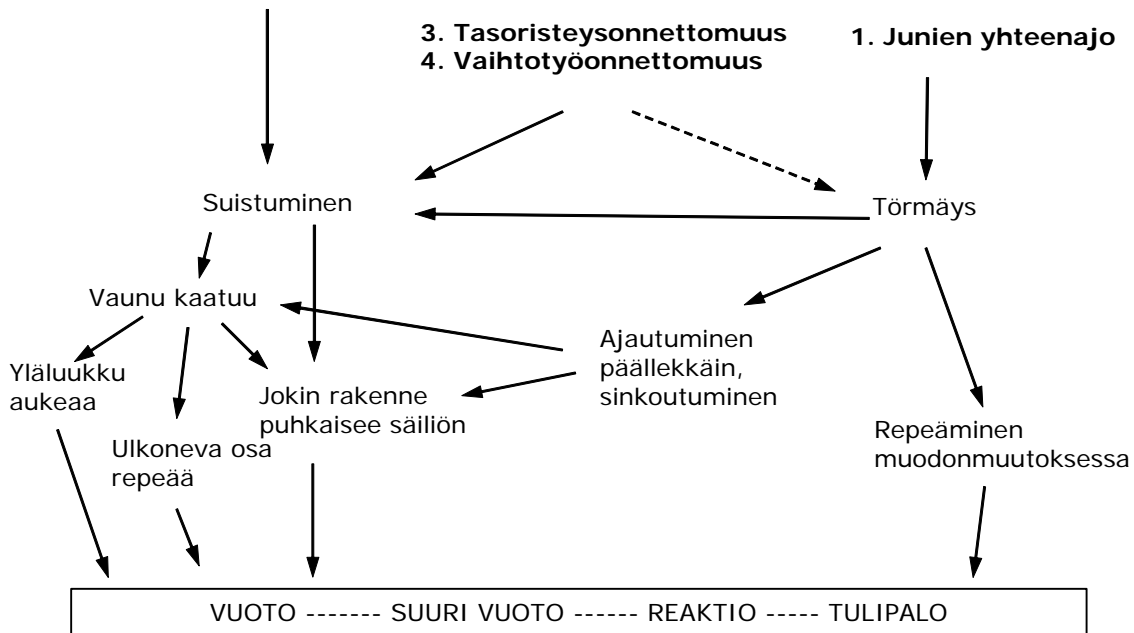 3. Tasoristeysonnettomuus
4. Vaihtotyöonnettomuus
1. Junien yhteenajo
Suistuminen
Törmäys
Vaunu kaatuu
Ajautuminen
päällekkäin,
sinkoutuminen
Yläluukku
aukeaa
Jokin rakenne
puhkaisee säiliön
Ulkoneva osa
repeää
Repeäminen
muodonmuutoksessa
VUOTO ------- SUURI VUOTO ------ REAKTIO ----- TULIPALO